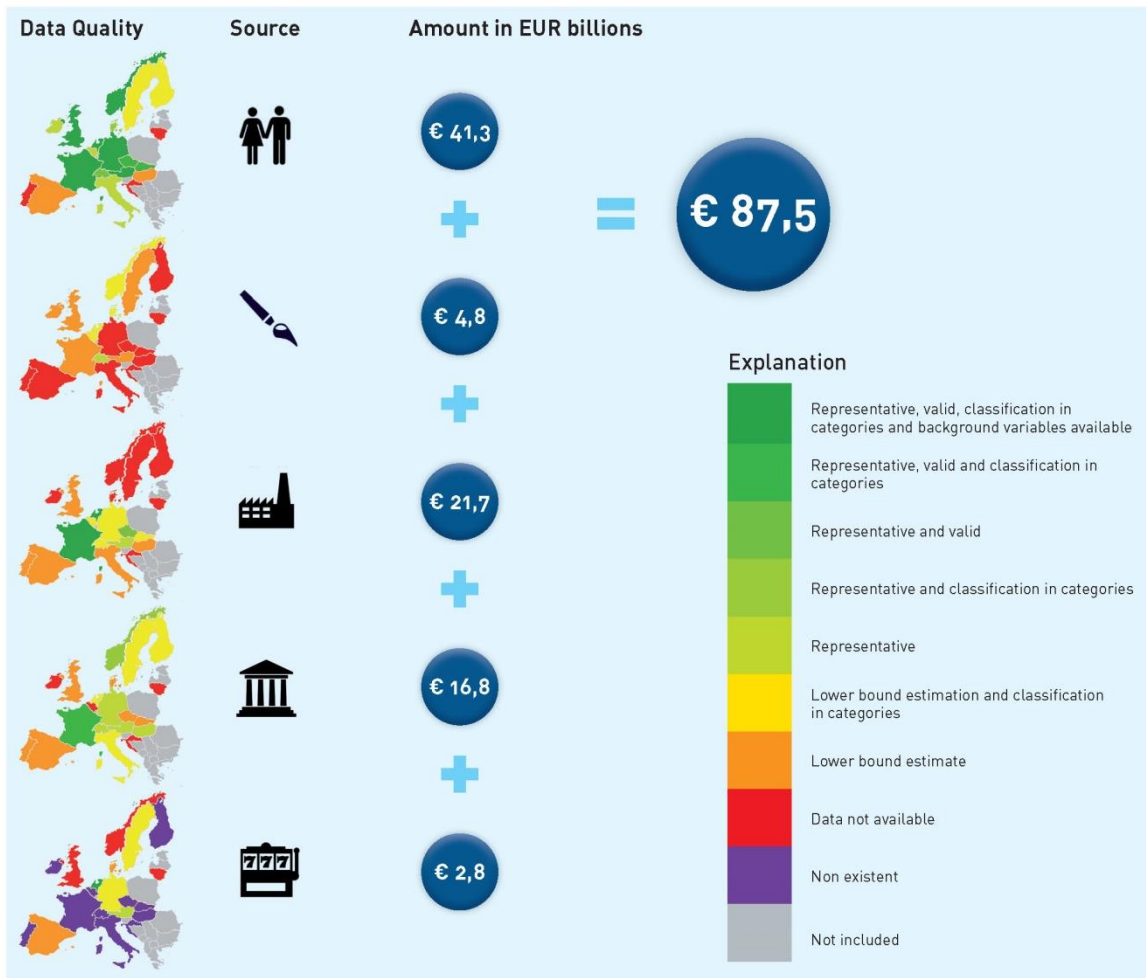 Data Quality
Source
Amount in EUR billions
€ 41,3
€ 87,5
€ 4,8
€ 21,7
€ 16,8
777
€ 2,8
Explanation
Representative, valid, classification in
categories and background variables available
Representative, valid and classification in
categories
Representative and valid
Representative and classification in categories
Representative
Lower bound estimation and classification
in categories
Lower bound estimate
Data not available
Non existent
Not included